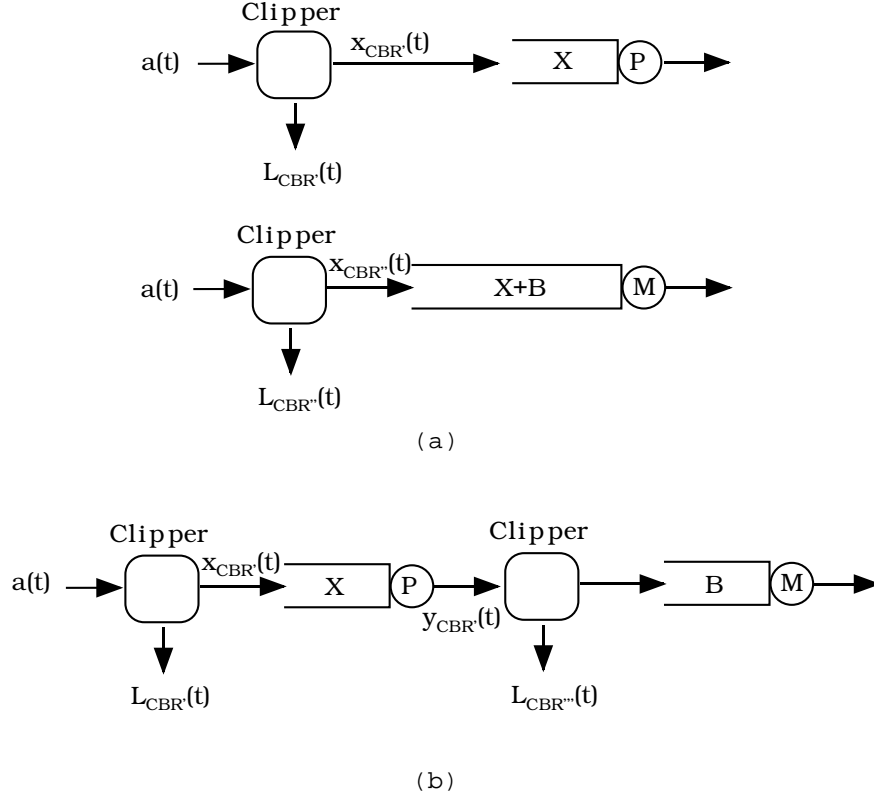 Clipper
a(t)
x_CBR'(t)
X
P
L_CBR'(t)
Clipper
a(t)
x_CBR''(t)
X+B
M
L_CBR''(t)
(a)
Clipper
Clipper
a(t)
x_CBR'(t)
X
P
y_CBR'(t)
B
M
L_CBR'(t)
L_CBR'''(t)
(b)